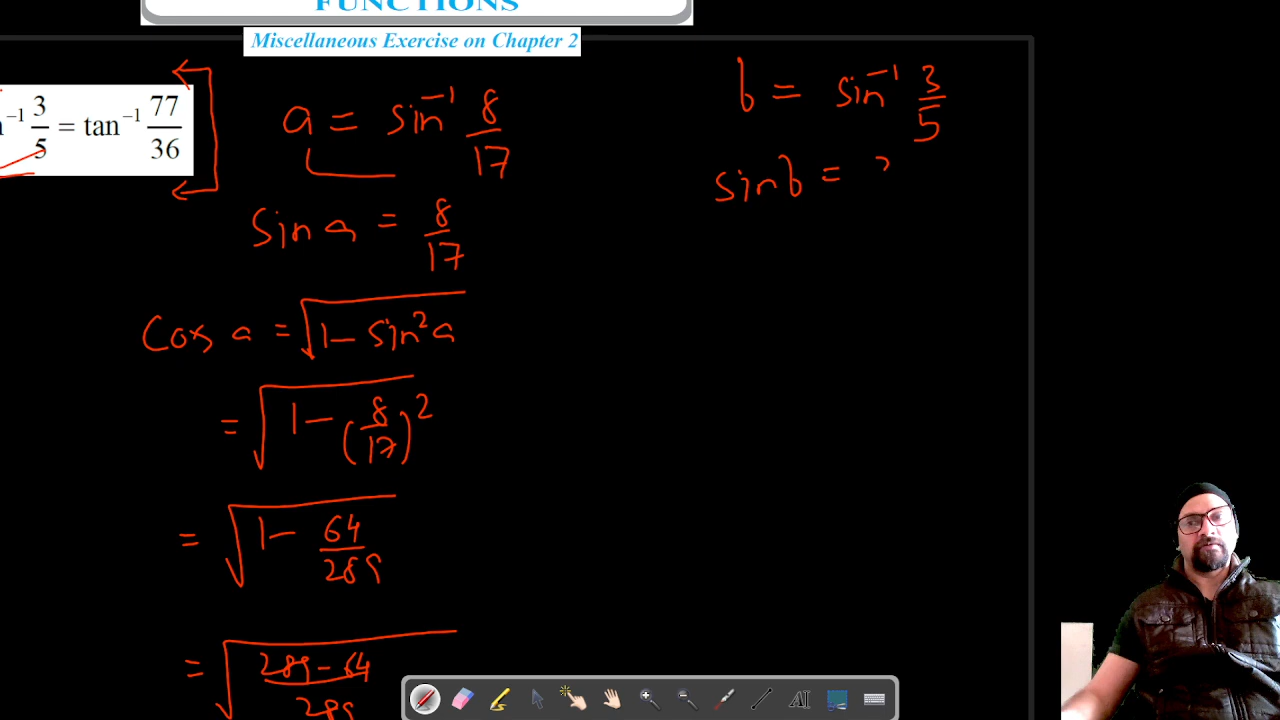 FUNCTIONS
Miscellaneous Exercise on Chapter 2
n⁻¹ 3/5 = tan⁻¹ 77/36
a = sin⁻¹ 8/17
sin a = 8/17
Cos a = √(1 - sin²a)
= √(1 - (8/17)²)
= √(1 - 64/289)
= √((289 - 64)/289)
b = sin⁻¹ 3/5
sin b =
AI